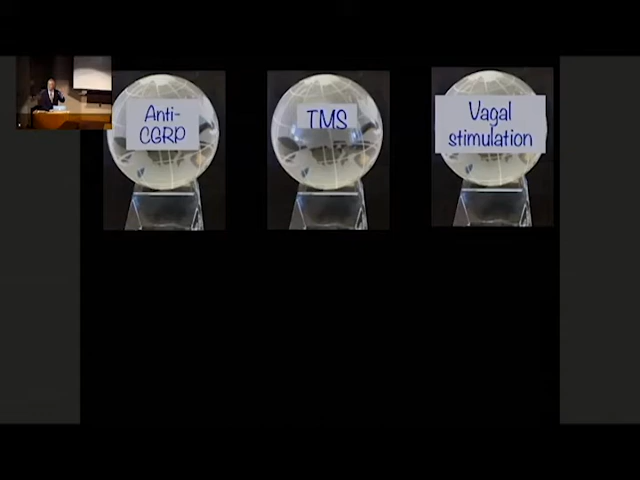 Anti-
CGRP
TMS
Vagal
stimulation